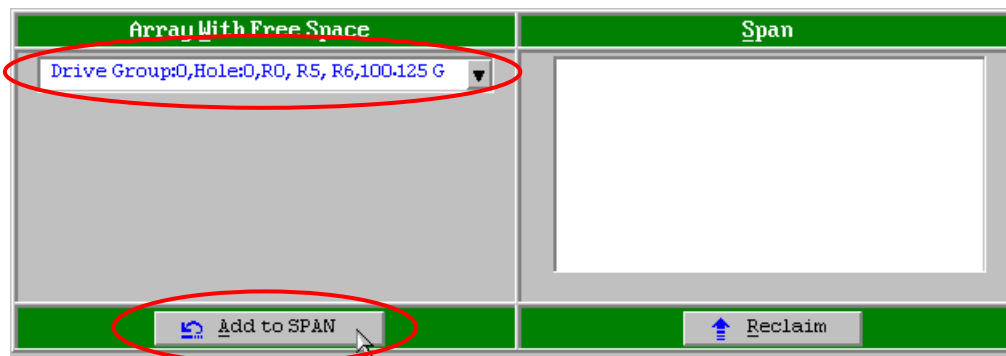 Array With Free Space
Span
Drive Group:0,Hole:0,R0, R5, R6,100.125 G
Add to SPAN
Reclaim